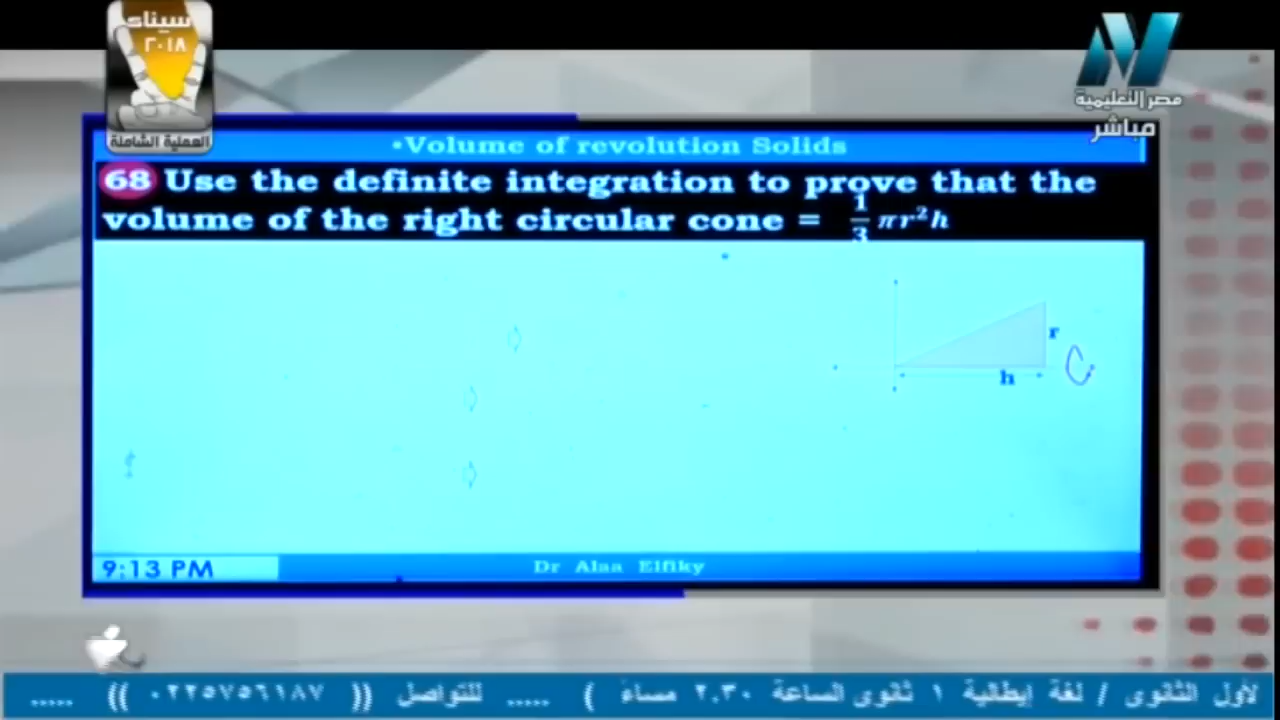 سيناء
٢٠١٨
العملية الشاملة
مصر التعليمية
مباشر
•Volume of revolution Solids
68 Use the definite integration to prove that the
volume of the right circular cone = 1/3 πr²h
r
h
9:13 PM
Dr Alaa Elfiky
لأول الثانوى / لغة إيطالية ١ ثانوى الساعة ٢.٣٠ مساءً ) ..... للتواصل (( ٠٢٢٥٧٥٦١٨٧ )) .....